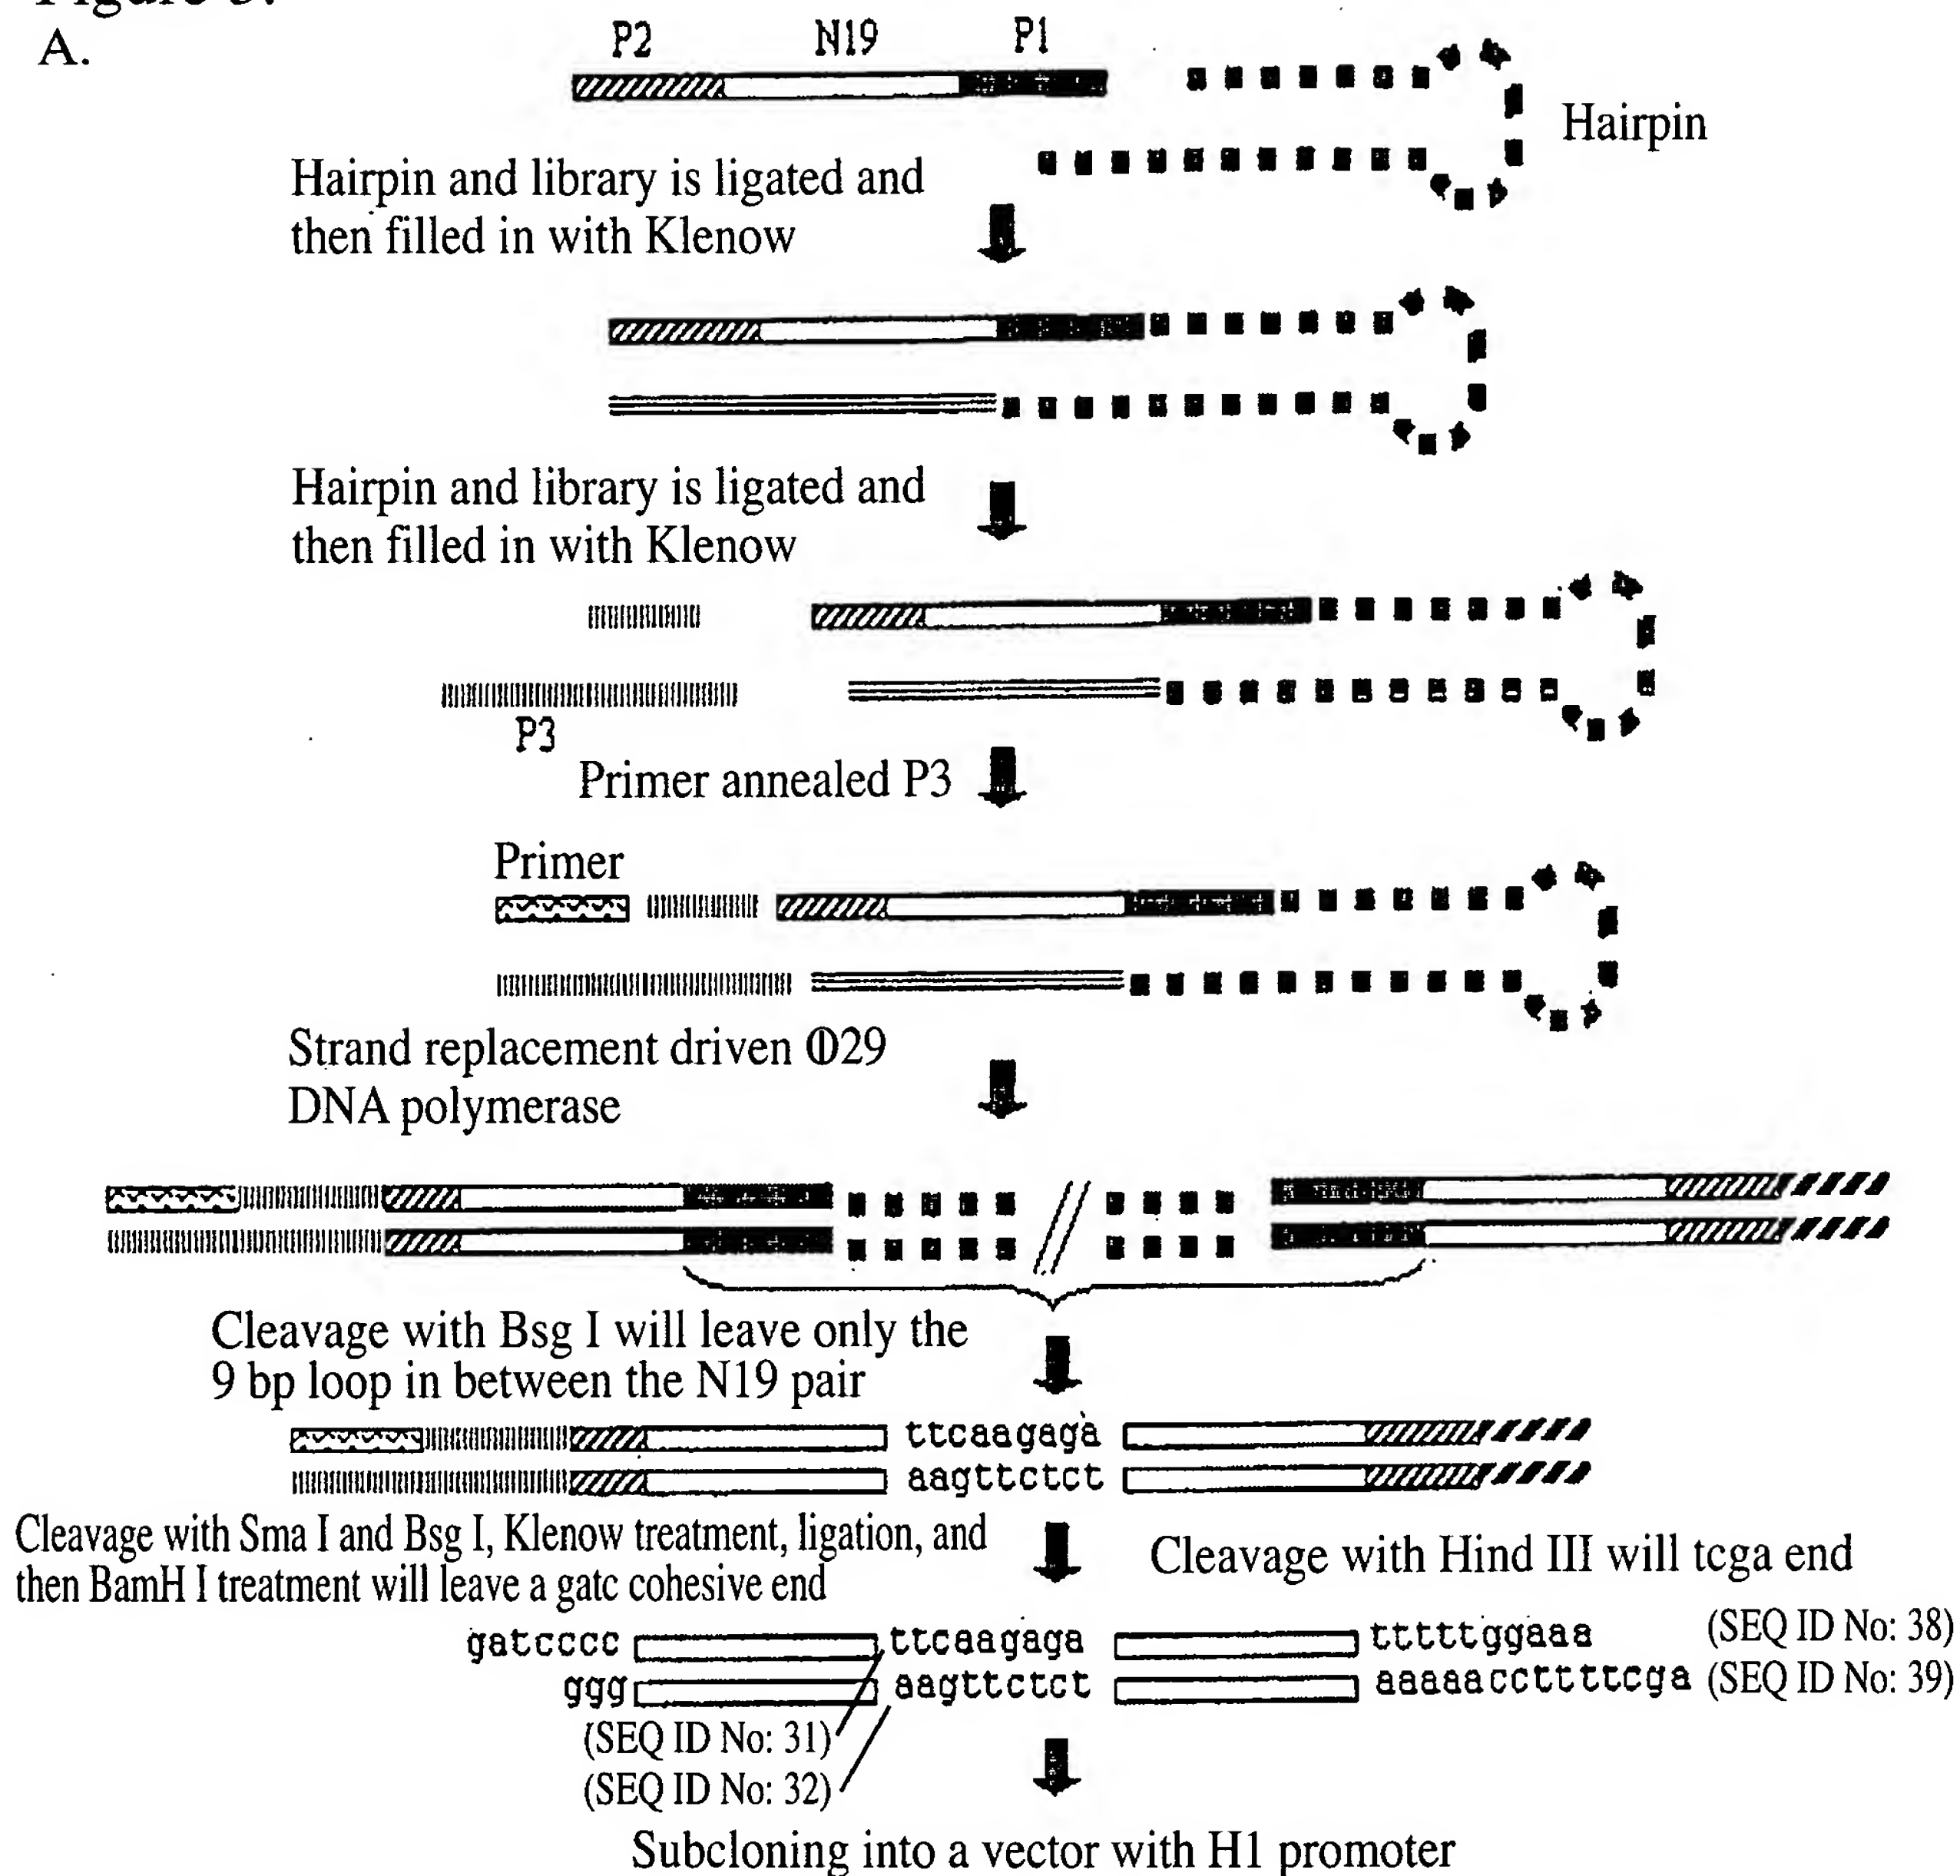 A.
P2 N19 P1
Hairpin
Hairpin and library is ligated and
then filled in with Klenow
Hairpin and library is ligated and
then filled in with Klenow
P3
Primer annealed P3
Primer
Strand replacement driven Φ29
DNA polymerase
Cleavage with Bsg I will leave only the
9 bp loop in between the N19 pair
ttcaagaga
aagttctct
Cleavage with Sma I and Bsg I, Klenow treatment, ligation, and
then BamH I treatment will leave a gatc cohesive end
Cleavage with Hind III will tcga end
gatcccc ttcaagaga tttttggaaa (SEQ ID No: 38)
ggg aagttctct aaaaaccttttcga (SEQ ID No: 39)
(SEQ ID No: 31)
(SEQ ID No: 32)
Subcloning into a vector with H1 promoter